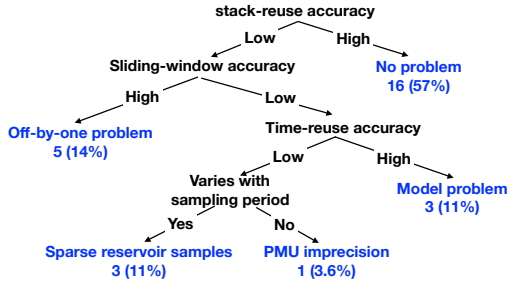 stack-reuse accuracy
Low
High
Sliding-window accuracy
No problem
16 (57%)
High
Low
Off-by-one problem
5 (14%)
Time-reuse accuracy
Low
High
Varies with
sampling period
Model problem
3 (11%)
Yes
No
Sparse reservoir samples
3 (11%)
PMU imprecision
1 (3.6%)